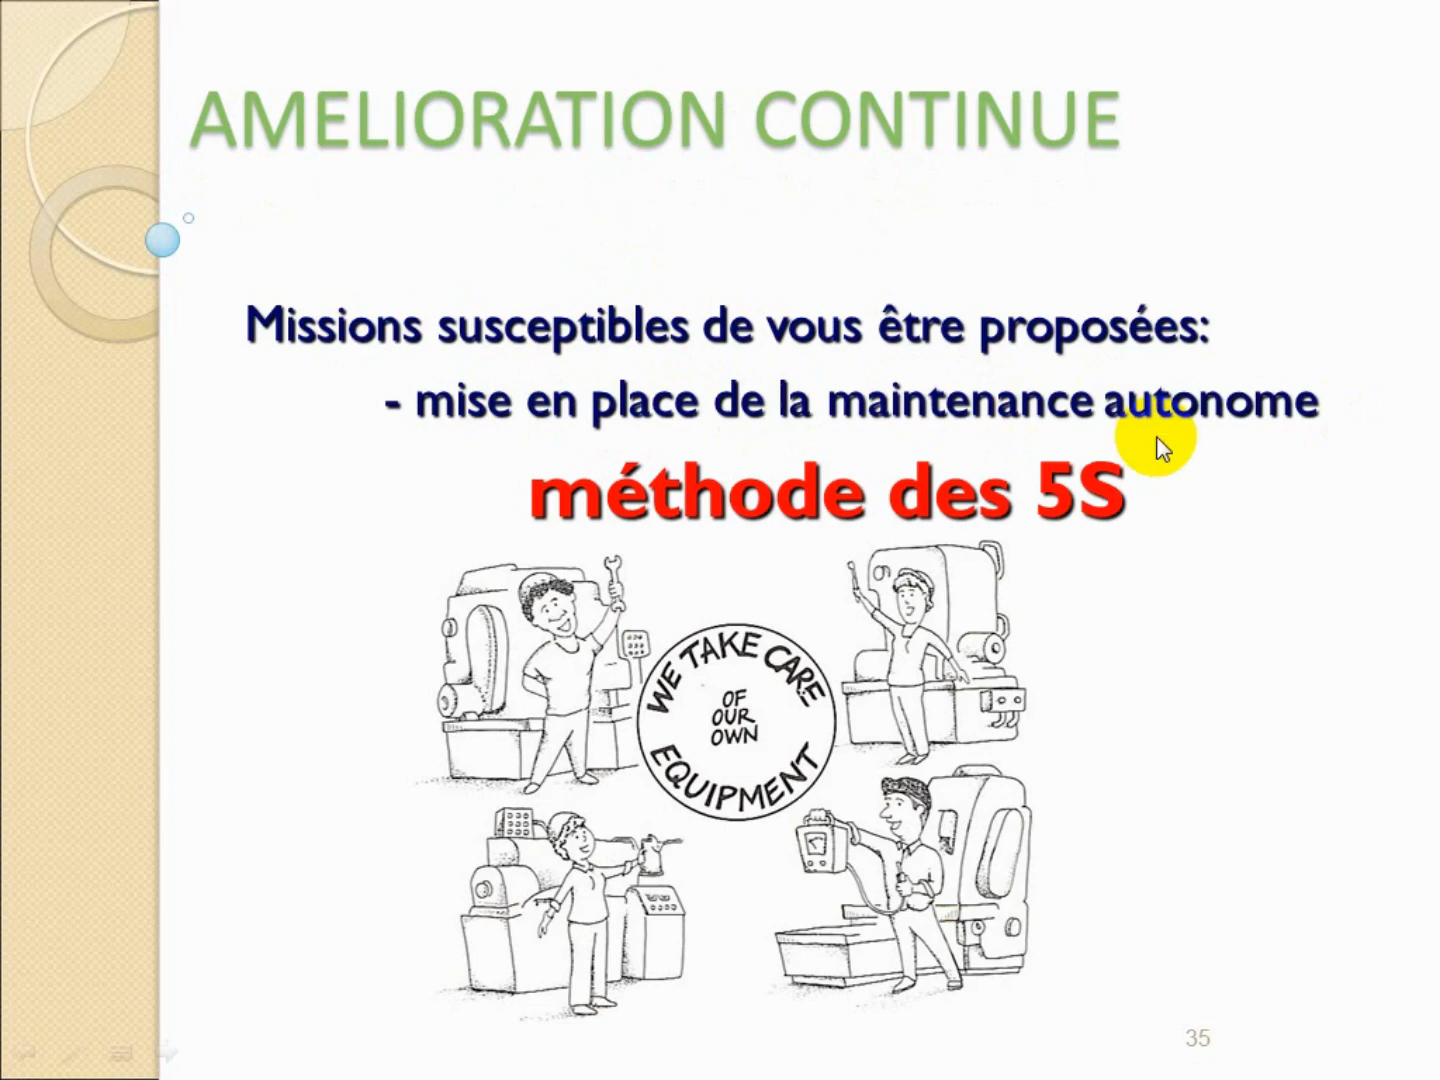 AMELIORATION CONTINUE
Missions susceptibles de vous être proposées:
- mise en place de la maintenance autonome
méthode des 5S
WE TAKE CARE
OF
OUR
OWN
EQUIPMENT
35